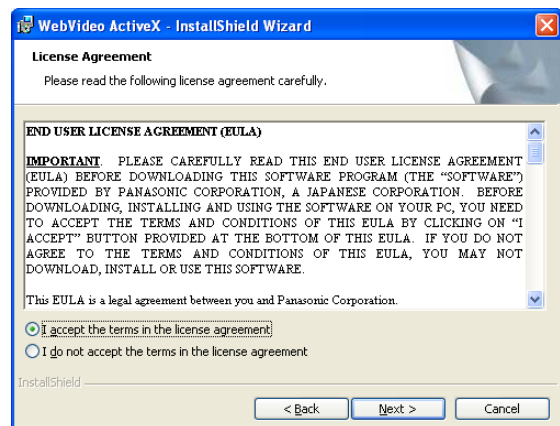 WebVideo ActiveX - InstallShield Wizard
License Agreement
Please read the following license agreement carefully.
END USER LICENSE AGREEMENT (EULA)
IMPORTANT. PLEASE CAREFULLY READ THIS END USER LICENSE AGREEMENT
(EULA) BEFORE DOWNLOADING THIS SOFTWARE PROGRAM (THE “SOFTWARE”)
PROVIDED BY PANASONIC CORPORATION, A JAPANESE CORPORATION. BEFORE
DOWNLOADING, INSTALLING AND USING THE SOFTWARE ON YOUR PC, YOU NEED
TO ACCEPT THE TERMS AND CONDITIONS OF THIS EULA BY CLICKING ON “I
ACCEPT” BUTTON PROVIDED AT THE BOTTOM OF THIS EULA. IF YOU DO NOT
AGREE TO THE TERMS AND CONDITIONS OF THIS EULA, YOU MAY NOT
DOWNLOAD, INSTALL OR USE THIS SOFTWARE.
This EULA is a legal agreement between you and Panasonic Corporation.
I accept the terms in the license agreement
I do not accept the terms in the license agreement
InstallShield
< Back Next > Cancel